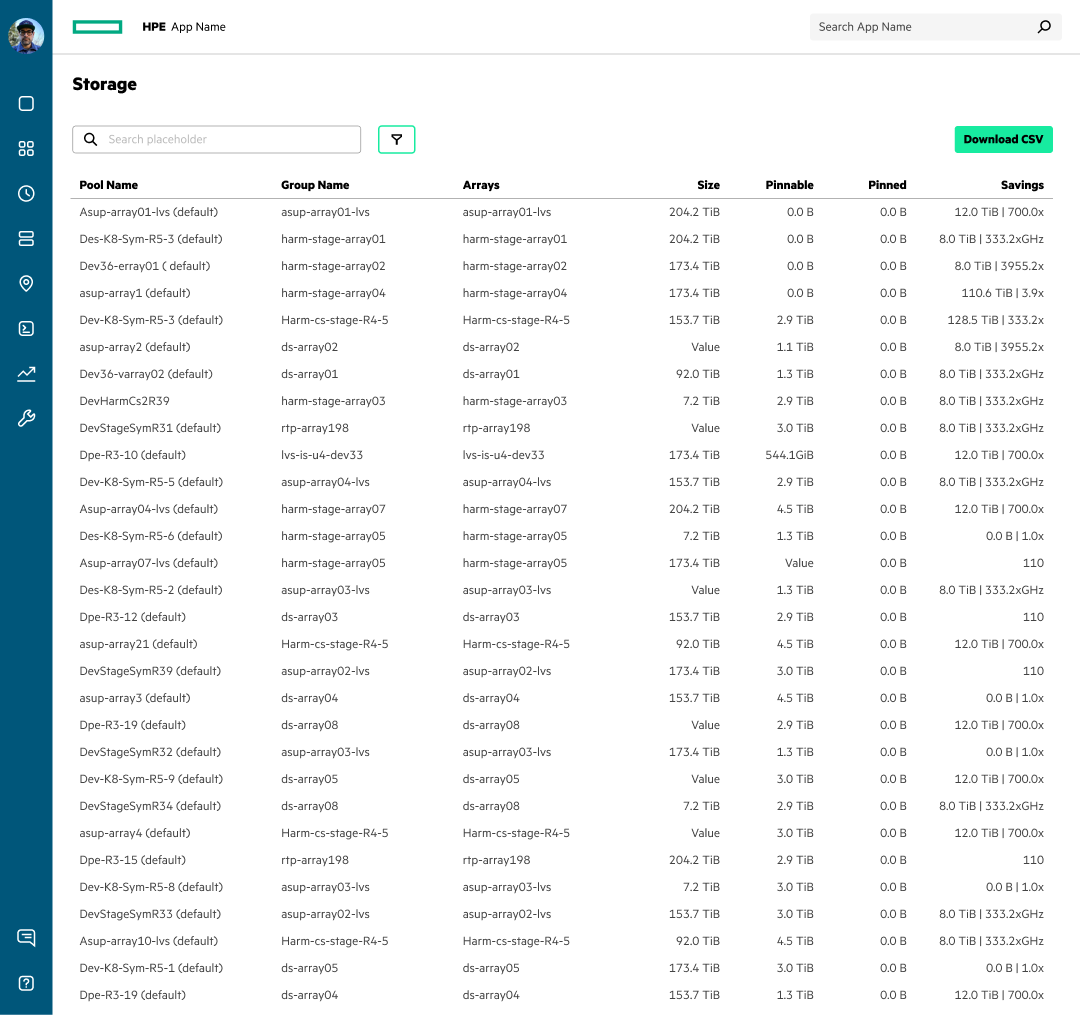 HPE App Name
Search App Name
Storage
Search placeholder
Download CSV
Pool Name Group Name Arrays Size Pinnable Pinned Savings
Asup-array01-lvs (default) asup-array01-lvs asup-array01-lvs 204.2 TiB 0.0 B 0.0 B 12.0 TiB | 700.0x
Des-K8-Sym-R5-3 (default) harm-stage-array01 harm-stage-array01 204.2 TiB 0.0 B 0.0 B 8.0 TiB | 333.2xGHz
Dev36-erray01 ( default) harm-stage-array02 harm-stage-array02 173.4 TiB 0.0 B 0.0 B 8.0 TiB | 3955.2x
asup-array1 (default) harm-stage-array04 harm-stage-array04 173.4 TiB 0.0 B 0.0 B 110.6 TiB | 3.9x
Dev-K8-Sym-R5-3 (default) Harm-cs-stage-R4-5 Harm-cs-stage-R4-5 153.7 TiB 2.9 TiB 0.0 B 128.5 TiB | 333.2x
asup-array2 (default) ds-array02 ds-array02 Value 1.1 TiB 0.0 B 8.0 TiB | 3955.2x
Dev36-varray02 (default) ds-array01 ds-array01 92.0 TiB 1.3 TiB 0.0 B 8.0 TiB | 333.2xGHz
DevHarmCs2R39 harm-stage-array03 harm-stage-array03 7.2 TiB 2.9 TiB 0.0 B 8.0 TiB | 333.2xGHz
DevStageSymR31 (default) rtp-array198 rtp-array198 Value 3.0 TiB 0.0 B 8.0 TiB | 333.2xGHz
Dpe-R3-10 (default) lvs-is-u4-dev33 lvs-is-u4-dev33 173.4 TiB 544.1GiB 0.0 B 12.0 TiB | 700.0x
Dev-K8-Sym-R5-5 (default) asup-array04-lvs asup-array04-lvs 153.7 TiB 2.9 TiB 0.0 B 8.0 TiB | 333.2xGHz
Asup-array04-lvs (default) harm-stage-array07 harm-stage-array07 204.2 TiB 4.5 TiB 0.0 B 12.0 TiB | 700.0x
Des-K8-Sym-R5-6 (default) harm-stage-array05 harm-stage-array05 7.2 TiB 1.3 TiB 0.0 B 0.0 B | 1.0x
Asup-array07-lvs (default) harm-stage-array05 harm-stage-array05 173.4 TiB Value 0.0 B 110
Des-K8-Sym-R5-2 (default) asup-array03-lvs asup-array03-lvs Value 1.3 TiB 0.0 B 8.0 TiB | 333.2xGHz
Dpe-R3-12 (default) ds-array03 ds-array03 153.7 TiB 2.9 TiB 0.0 B 110
asup-array21 (default) Harm-cs-stage-R4-5 Harm-cs-stage-R4-5 92.0 TiB 4.5 TiB 0.0 B 12.0 TiB | 700.0x
DevStageSymR39 (default) asup-array02-lvs asup-array02-lvs 173.4 TiB 3.0 TiB 0.0 B 110
asup-array3 (default) ds-array04 ds-array04 153.7 TiB 4.5 TiB 0.0 B 0.0 B | 1.0x
Dpe-R3-19 (default) ds-array08 ds-array08 Value 2.9 TiB 0.0 B 12.0 TiB | 700.0x
DevStageSymR32 (default) asup-array03-lvs asup-array03-lvs 173.4 TiB 1.3 TiB 0.0 B 0.0 B | 1.0x
Dev-K8-Sym-R5-9 (default) ds-array05 ds-array05 Value 3.0 TiB 0.0 B 12.0 TiB | 700.0x
DevStageSymR34 (default) ds-array08 ds-array08 7.2 TiB 2.9 TiB 0.0 B 8.0 TiB | 333.2xGHz
asup-array4 (default) Harm-cs-stage-R4-5 Harm-cs-stage-R4-5 Value 3.0 TiB 0.0 B 12.0 TiB | 700.0x
Dpe-R3-15 (default) rtp-array198 rtp-array198 204.2 TiB 2.9 TiB 0.0 B 110
Dev-K8-Sym-R5-8 (default) asup-array03-lvs asup-array03-lvs 7.2 TiB 3.0 TiB 0.0 B 0.0 B | 1.0x
DevStageSymR33 (default) asup-array02-lvs asup-array02-lvs 153.7 TiB 3.0 TiB 0.0 B 8.0 TiB | 333.2xGHz
Asup-array10-lvs (default) Harm-cs-stage-R4-5 Harm-cs-stage-R4-5 92.0 TiB 4.5 TiB 0.0 B 8.0 TiB | 333.2xGHz
Dev-K8-Sym-R5-1 (default) ds-array05 ds-array05 173.4 TiB 3.0 TiB 0.0 B 0.0 B | 1.0x
Dpe-R3-19 (default) ds-array04 ds-array04 153.7 TiB 1.3 TiB 0.0 B 12.0 TiB | 700.0x